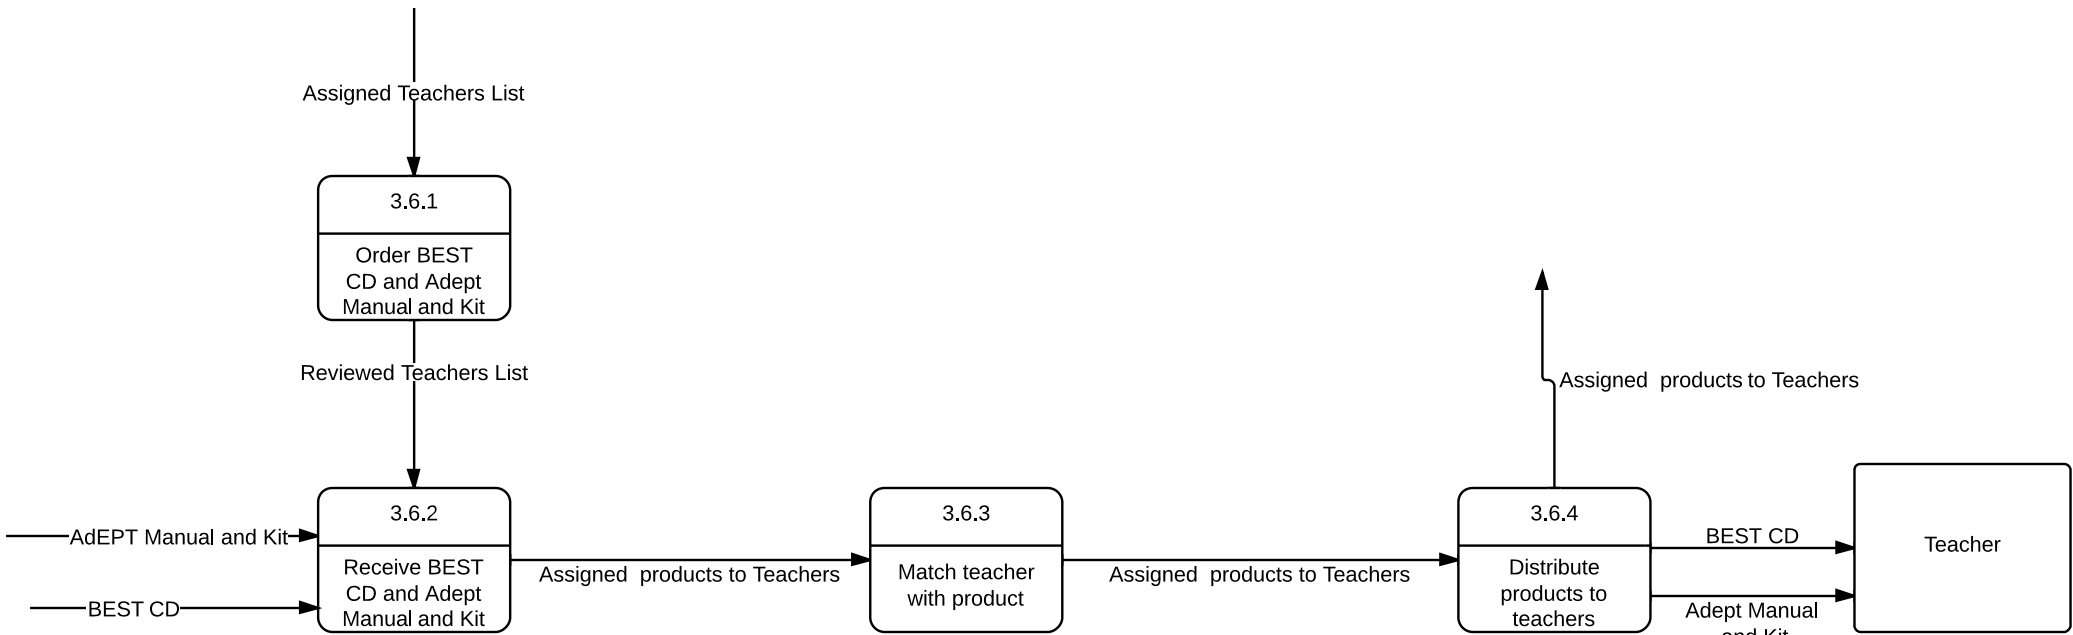 Assigned Teachers List
3.6.1
Order BEST
CD and Adept
Manual and Kit
Reviewed Teachers List
AdEPT Manual and Kit
BEST CD
3.6.2
Receive BEST
CD and Adept
Manual and Kit
Assigned products to Teachers
3.6.3
Match teacher
with product
Assigned products to Teachers
Assigned products to Teachers
3.6.4
Distribute
products to
teachers
BEST CD
Adept Manual
and Kit
Teacher